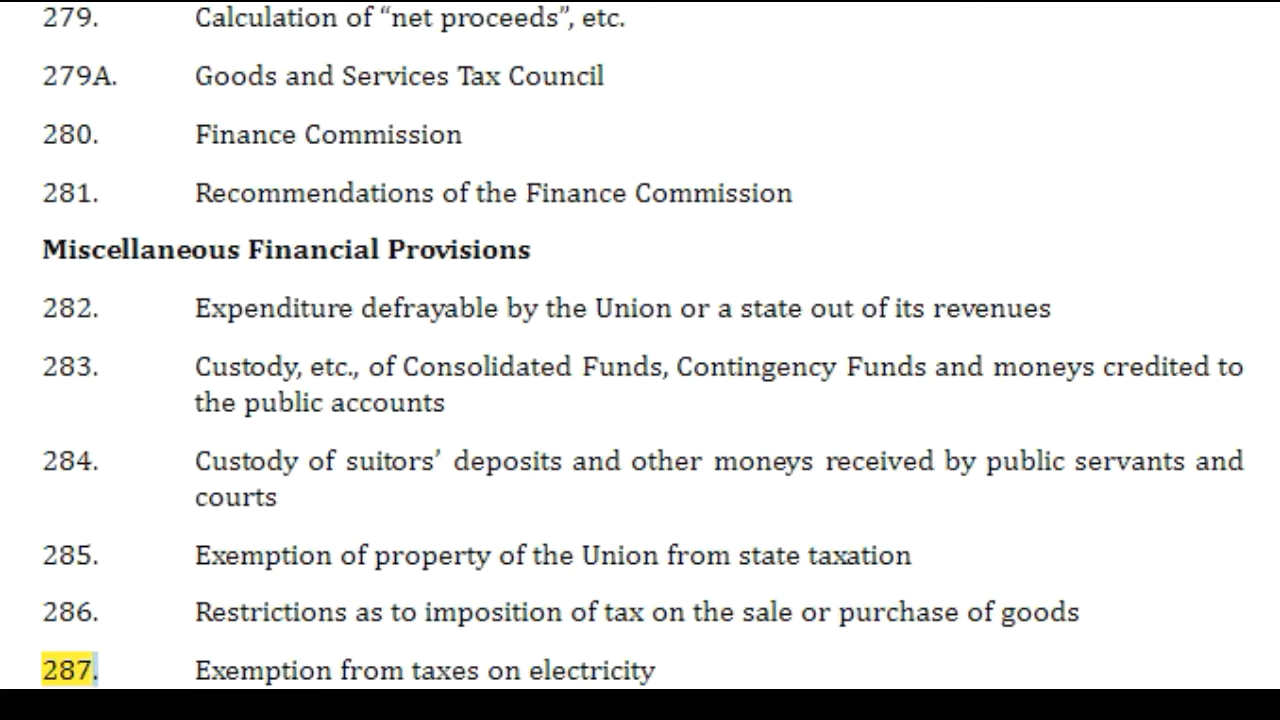 279. Calculation of “net proceeds”, etc.
279A. Goods and Services Tax Council
280. Finance Commission
281. Recommendations of the Finance Commission
Miscellaneous Financial Provisions
282. Expenditure defrayable by the Union or a state out of its revenues
283. Custody, etc., of Consolidated Funds, Contingency Funds and moneys credited to
the public accounts
284. Custody of suitors’ deposits and other moneys received by public servants and
courts
285. Exemption of property of the Union from state taxation
286. Restrictions as to imposition of tax on the sale or purchase of goods
287. Exemption from taxes on electricity